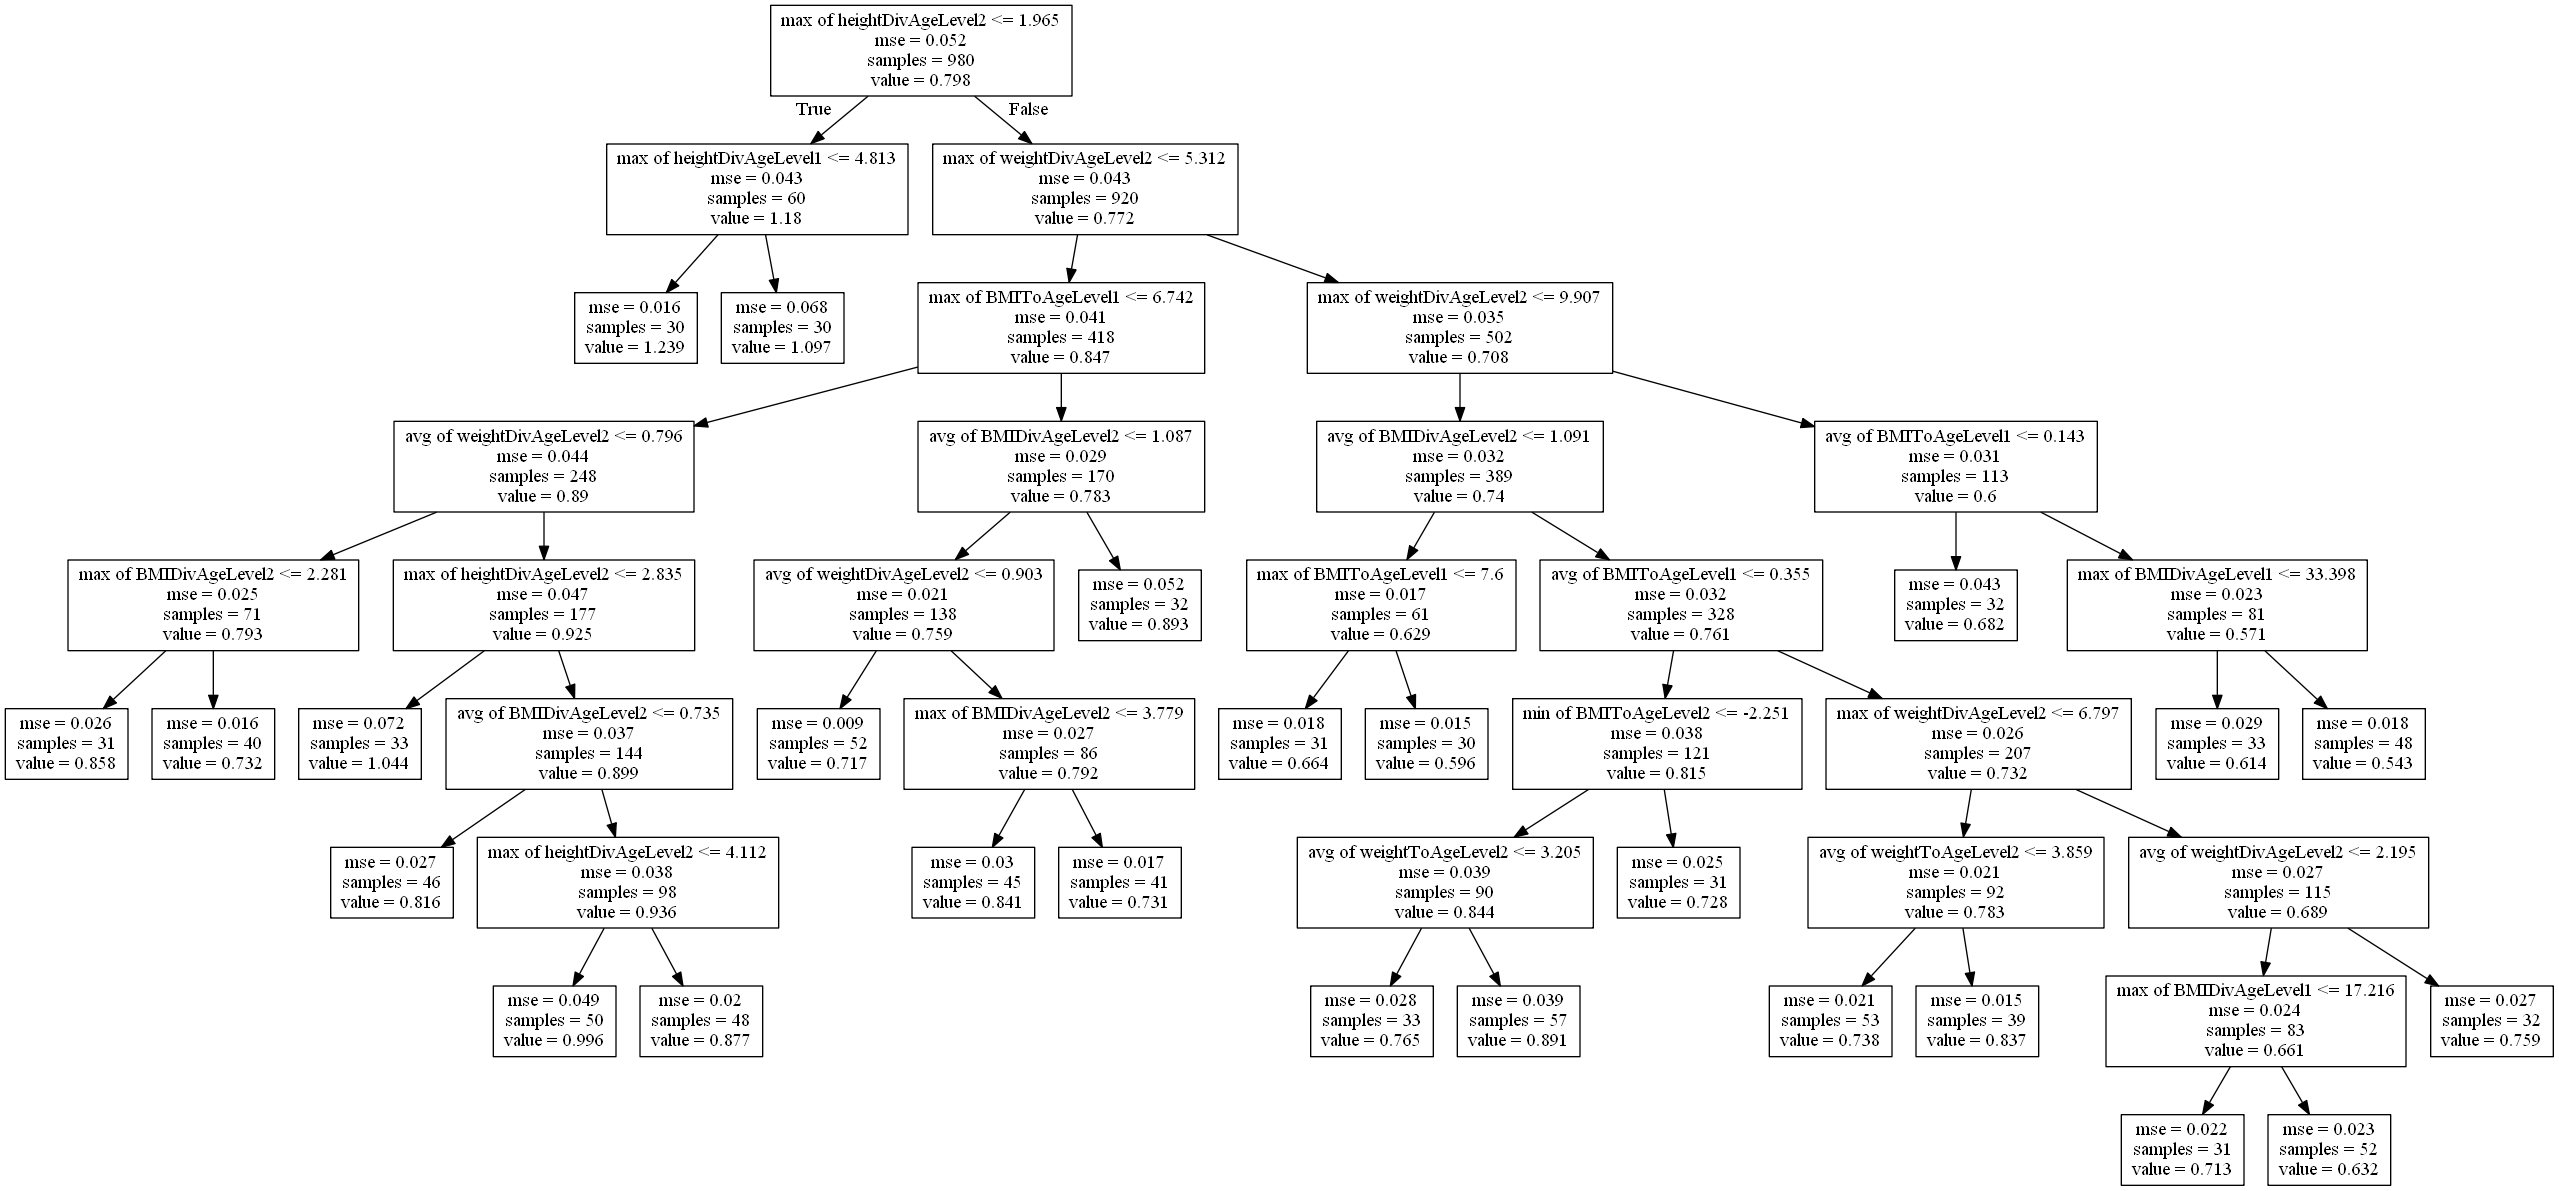 max of heightDivAgeLevel2 <= 1.965
mse = 0.052
samples = 980
value = 0.798
True
False
max of heightDivAgeLevel1 <= 4.813
mse = 0.043
samples = 60
value = 1.18
max of weightDivAgeLevel2 <= 5.312
mse = 0.043
samples = 920
value = 0.772
mse = 0.016
samples = 30
value = 1.239
mse = 0.068
samples = 30
value = 1.097
max of BMIToAgeLevel1 <= 6.742
mse = 0.041
samples = 418
value = 0.847
max of weightDivAgeLevel2 <= 9.907
mse = 0.035
samples = 502
value = 0.708
avg of weightDivAgeLevel2 <= 0.796
mse = 0.044
samples = 248
value = 0.89
avg of BMIDivAgeLevel2 <= 1.087
mse = 0.029
samples = 170
value = 0.783
avg of BMIDivAgeLevel2 <= 1.091
mse = 0.032
samples = 389
value = 0.74
avg of BMIToAgeLevel1 <= 0.143
mse = 0.031
samples = 113
value = 0.6
max of BMIDivAgeLevel2 <= 2.281
mse = 0.025
samples = 71
value = 0.793
max of heightDivAgeLevel2 <= 2.835
mse = 0.047
samples = 177
value = 0.925
avg of weightDivAgeLevel2 <= 0.903
mse = 0.021
samples = 138
value = 0.759
mse = 0.052
samples = 32
value = 0.893
max of BMIToAgeLevel1 <= 7.6
mse = 0.017
samples = 61
value = 0.629
avg of BMIToAgeLevel1 <= 0.355
mse = 0.032
samples = 328
value = 0.761
mse = 0.043
samples = 32
value = 0.682
max of BMIDivAgeLevel1 <= 33.398
mse = 0.023
samples = 81
value = 0.571
mse = 0.026
samples = 31
value = 0.858
mse = 0.016
samples = 40
value = 0.732
mse = 0.072
samples = 33
value = 1.044
avg of BMIDivAgeLevel2 <= 0.735
mse = 0.037
samples = 144
value = 0.899
mse = 0.009
samples = 52
value = 0.717
max of BMIDivAgeLevel2 <= 3.779
mse = 0.027
samples = 86
value = 0.792
mse = 0.018
samples = 31
value = 0.664
mse = 0.015
samples = 30
value = 0.596
min of BMIToAgeLevel2 <= -2.251
mse = 0.038
samples = 121
value = 0.815
max of weightDivAgeLevel2 <= 6.797
mse = 0.026
samples = 207
value = 0.732
mse = 0.029
samples = 33
value = 0.614
mse = 0.018
samples = 48
value = 0.543
mse = 0.027
samples = 46
value = 0.816
max of heightDivAgeLevel2 <= 4.112
mse = 0.038
samples = 98
value = 0.936
mse = 0.03
samples = 45
value = 0.841
mse = 0.017
samples = 41
value = 0.731
avg of weightToAgeLevel2 <= 3.205
mse = 0.039
samples = 90
value = 0.844
mse = 0.025
samples = 31
value = 0.728
avg of weightToAgeLevel2 <= 3.859
mse = 0.021
samples = 92
value = 0.783
avg of weightDivAgeLevel2 <= 2.195
mse = 0.027
samples = 115
value = 0.689
mse = 0.049
samples = 50
value = 0.996
mse = 0.02
samples = 48
value = 0.877
mse = 0.028
samples = 33
value = 0.765
mse = 0.039
samples = 57
value = 0.891
mse = 0.021
samples = 53
value = 0.738
mse = 0.015
samples = 39
value = 0.837
max of BMIDivAgeLevel1 <= 17.216
mse = 0.024
samples = 83
value = 0.661
mse = 0.027
samples = 32
value = 0.759
mse = 0.022
samples = 31
value = 0.713
mse = 0.023
samples = 52
value = 0.632